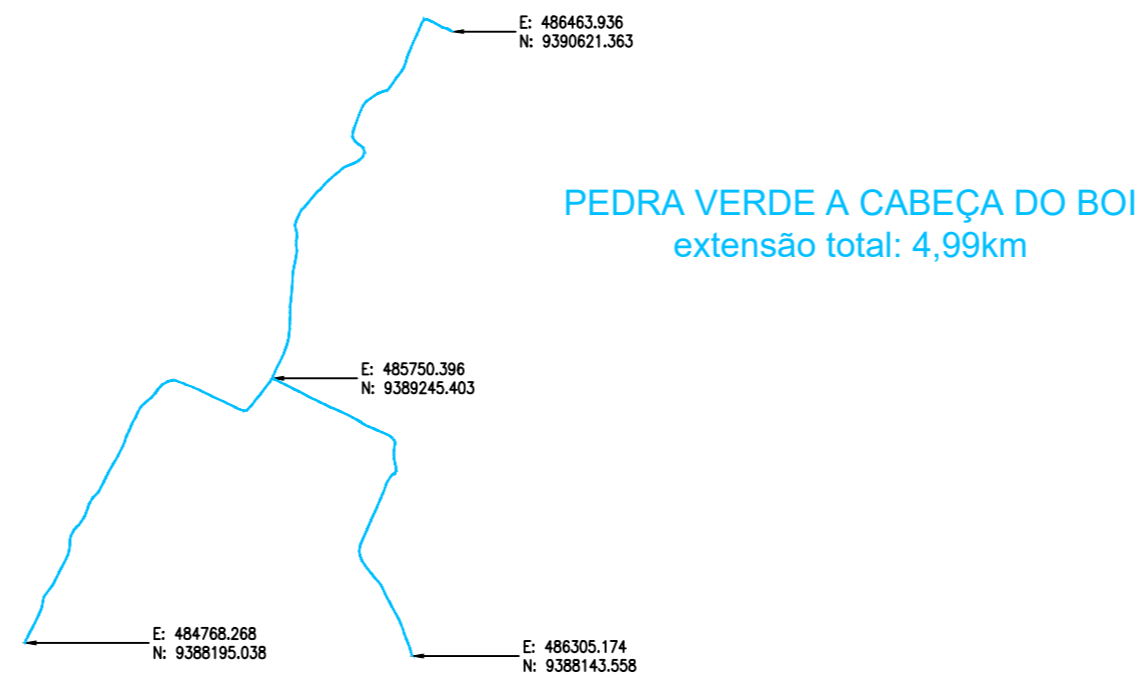 E: 486463.936
N: 9390621.363
PEDRA VERDE A CABEÇA DO BOI
extensão total: 4,99km
E: 485750.396
N: 9389245.403
E: 484768.268
N: 9388195.038
E: 486305.174
N: 9388143.558